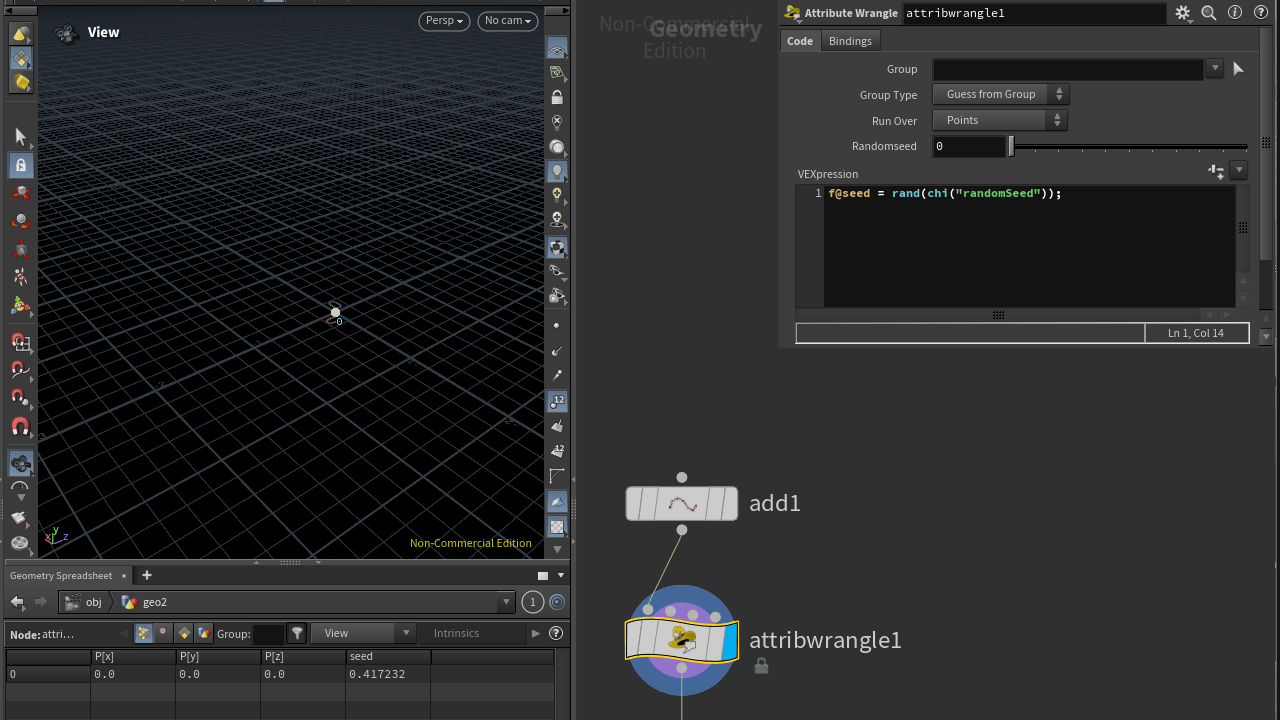 View
Persp
No cam
0
y
x
z
Non-Commercial Edition
12
12
Geometry Spreadsheet
obj
geo2
1
Node: attri...
Group:
View
Intrinsics
P[x]
P[y]
P[z]
seed
0
0.0
0.0
0.0
0.417232
Non-Commercial
Edition
Geometry
Attribute Wrangle
attribwrangle1
Code
Bindings
Group
Group Type
Guess from Group
Run Over
Points
Randomseed
0
VEXpression
1 f@seed = rand(chi("randomSeed"));
Ln 1, Col 14
add1
attribwrangle1